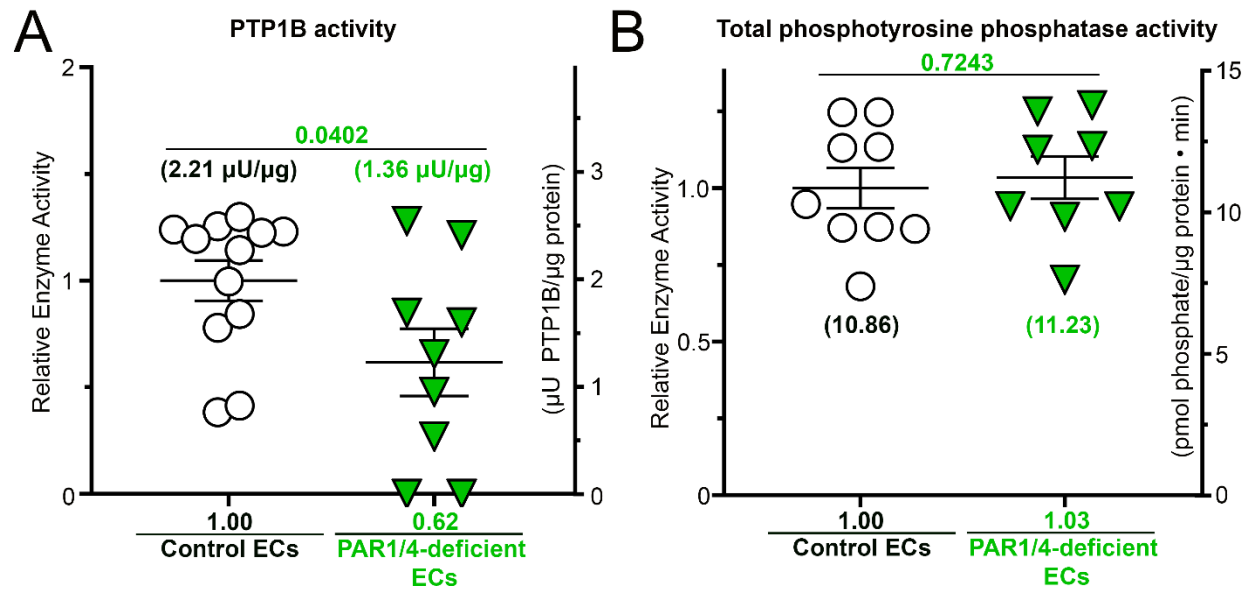 A
PTP1B activity
2
1
0
Relative Enzyme Activity
0.0402
(2.21 µU/µg)
(1.36 µU/µg)
3
2
1
0
(µU PTP1B/µg protein)
1.00
0.62
Control ECs
PAR1/4-deficient
ECs
B
Total phosphotyrosine phosphatase activity
0.7243
1.0
0.5
0
Relative Enzyme Activity
15
10
5
0
(pmol phosphate/µg protein • min)
(10.86)
(11.23)
1.00
1.03
Control ECs
PAR1/4-deficient
ECs